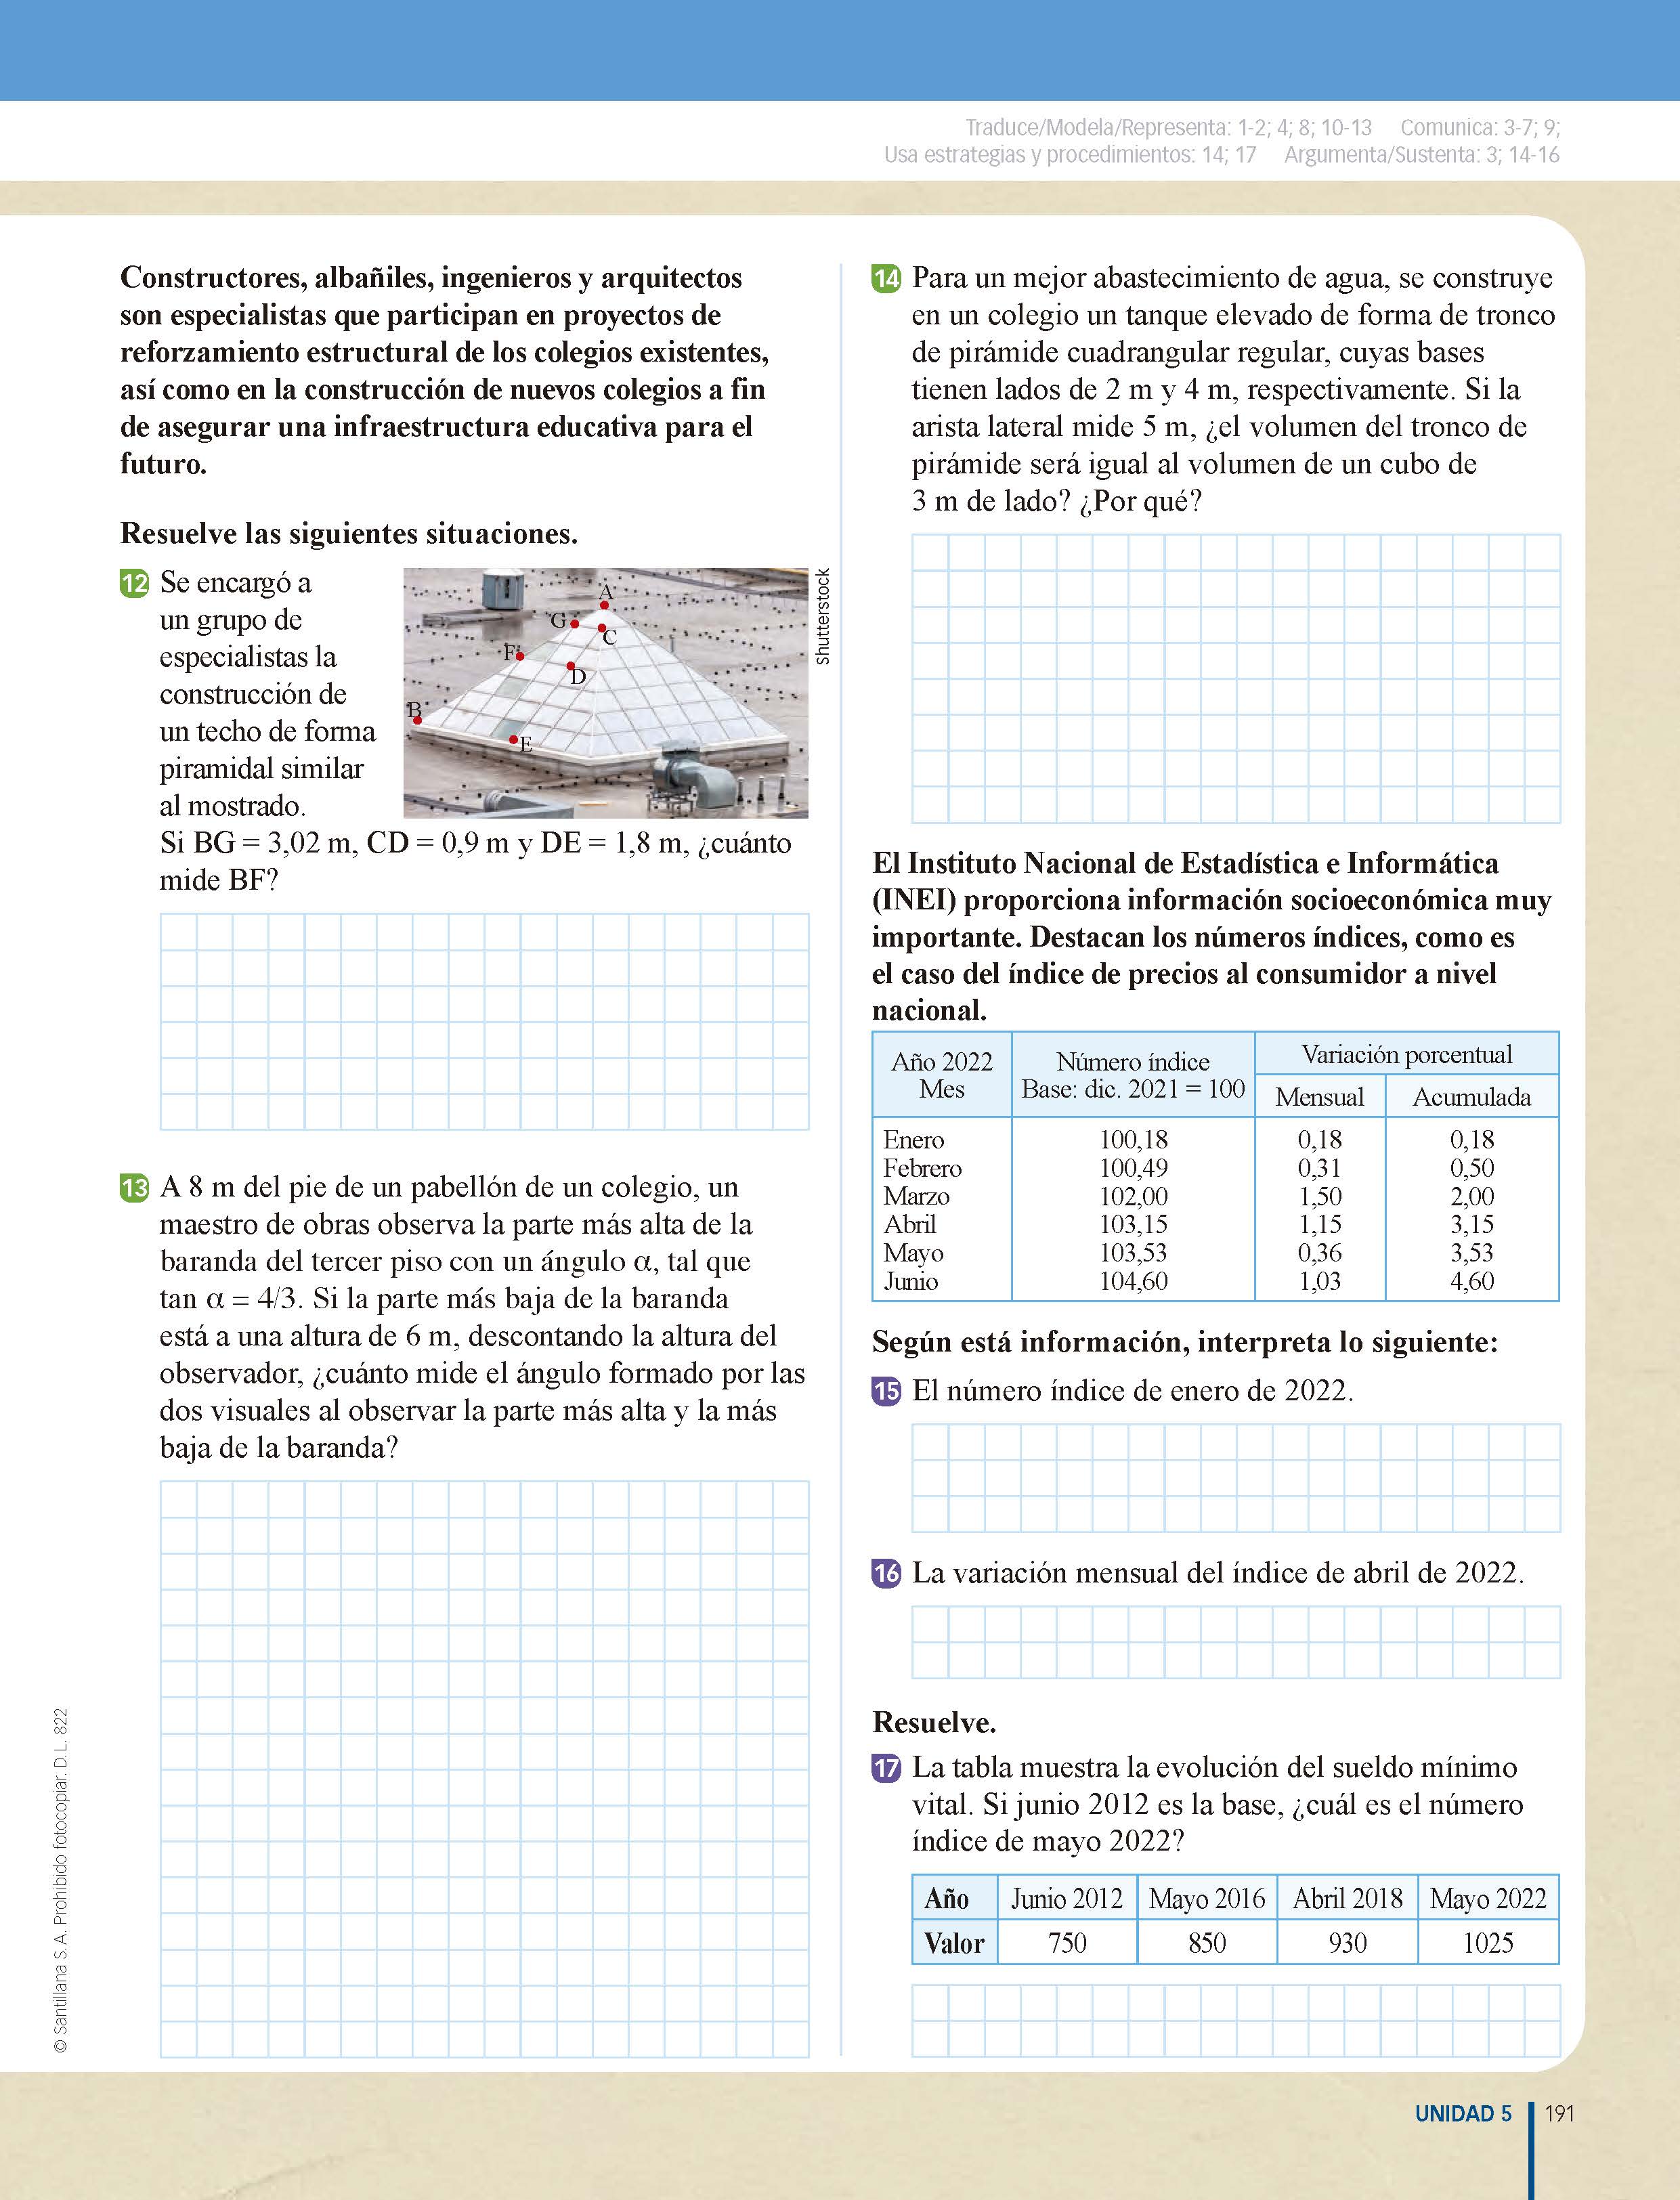 Traduce/Modela/Representa: 1-2; 4; 8; 10-13 Comunica: 3-7; 9;
Usa estrategias y procedimientos: 14; 17 Argumenta/Sustenta: 3; 14-16
Constructores, albañiles, ingenieros y arquitectos
son especialistas que participan en proyectos de
reforzamiento estructural de los colegios existentes,
así como en la construcción de nuevos colegios a fin
de asegurar una infraestructura educativa para el
futuro.
Resuelve las siguientes situaciones.
12 Se encargó a
un grupo de
especialistas la
construcción de
un techo de forma
piramidal similar
al mostrado.
A
G
C
F
D
B
E
Shutterstock
Si BG = 3,02 m, CD = 0,9 m y DE = 1,8 m, ¿cuánto
mide BF?
13 A 8 m del pie de un pabellón de un colegio, un
maestro de obras observa la parte más alta de la
baranda del tercer piso con un ángulo α, tal que
tan α = 4/3. Si la parte más baja de la baranda
está a una altura de 6 m, descontando la altura del
observador, ¿cuánto mide el ángulo formado por las
dos visuales al observar la parte más alta y la más
baja de la baranda?
14 Para un mejor abastecimiento de agua, se construye
en un colegio un tanque elevado de forma de tronco
de pirámide cuadrangular regular, cuyas bases
tienen lados de 2 m y 4 m, respectivamente. Si la
arista lateral mide 5 m, ¿el volumen del tronco de
pirámide será igual al volumen de un cubo de
3 m de lado? ¿Por qué?
El Instituto Nacional de Estadística e Informática
(INEI) proporciona información socioeconómica muy
importante. Destacan los números índices, como es
el caso del índice de precios al consumidor a nivel
nacional.
Año 2022 Mes Número índice Base: dic. 2021 = 100 Variación porcentual
Mensual Acumulada
Enero 100,18 0,18 0,18
Febrero 100,49 0,31 0,50
Marzo 102,00 1,50 2,00
Abril 103,15 1,15 3,15
Mayo 103,53 0,36 3,53
Junio 104,60 1,03 4,60
Según está información, interpreta lo siguiente:
15 El número índice de enero de 2022.
16 La variación mensual del índice de abril de 2022.
Resuelve.
17 La tabla muestra la evolución del sueldo mínimo
vital. Si junio 2012 es la base, ¿cuál es el número
índice de mayo 2022?
Año Junio 2012 Mayo 2016 Abril 2018 Mayo 2022
Valor 750 850 930 1025
© Santillana S.A. Prohibido fotocopiar. D.L. 822
UNIDAD 5 191